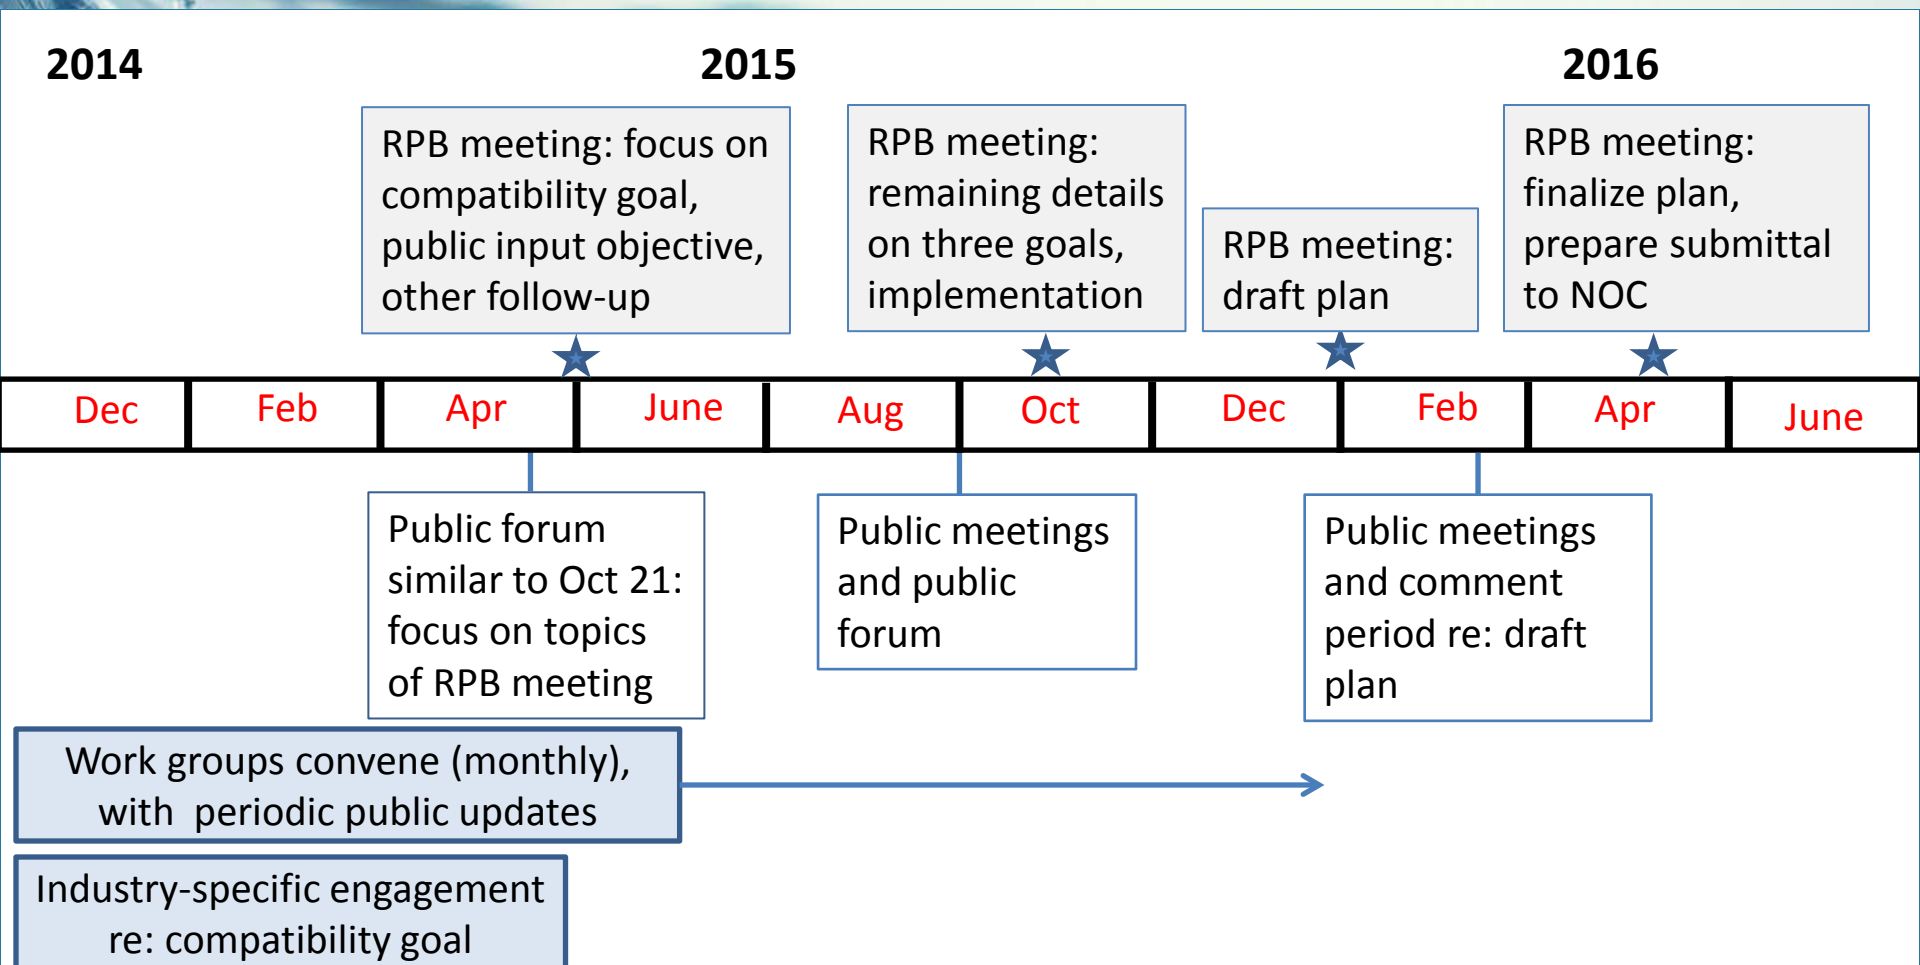 2014
2015
2016
RPB meeting: focus on
compatibility goal,
public input objective,
other follow-up
RPB meeting:
remaining details
on three goals,
implementation
RPB meeting:
draft plan
RPB meeting:
finalize plan,
prepare submittal
to NOC
Dec
Feb
Apr
June
Aug
Oct
Dec
Feb
Apr
June
Public forum
similar to Oct 21:
focus on topics
of RPB meeting
Public meetings
and public
forum
Public meetings
and comment
period re: draft
plan
Work groups convene (monthly),
with periodic public updates
Industry-specific engagement
re: compatibility goal